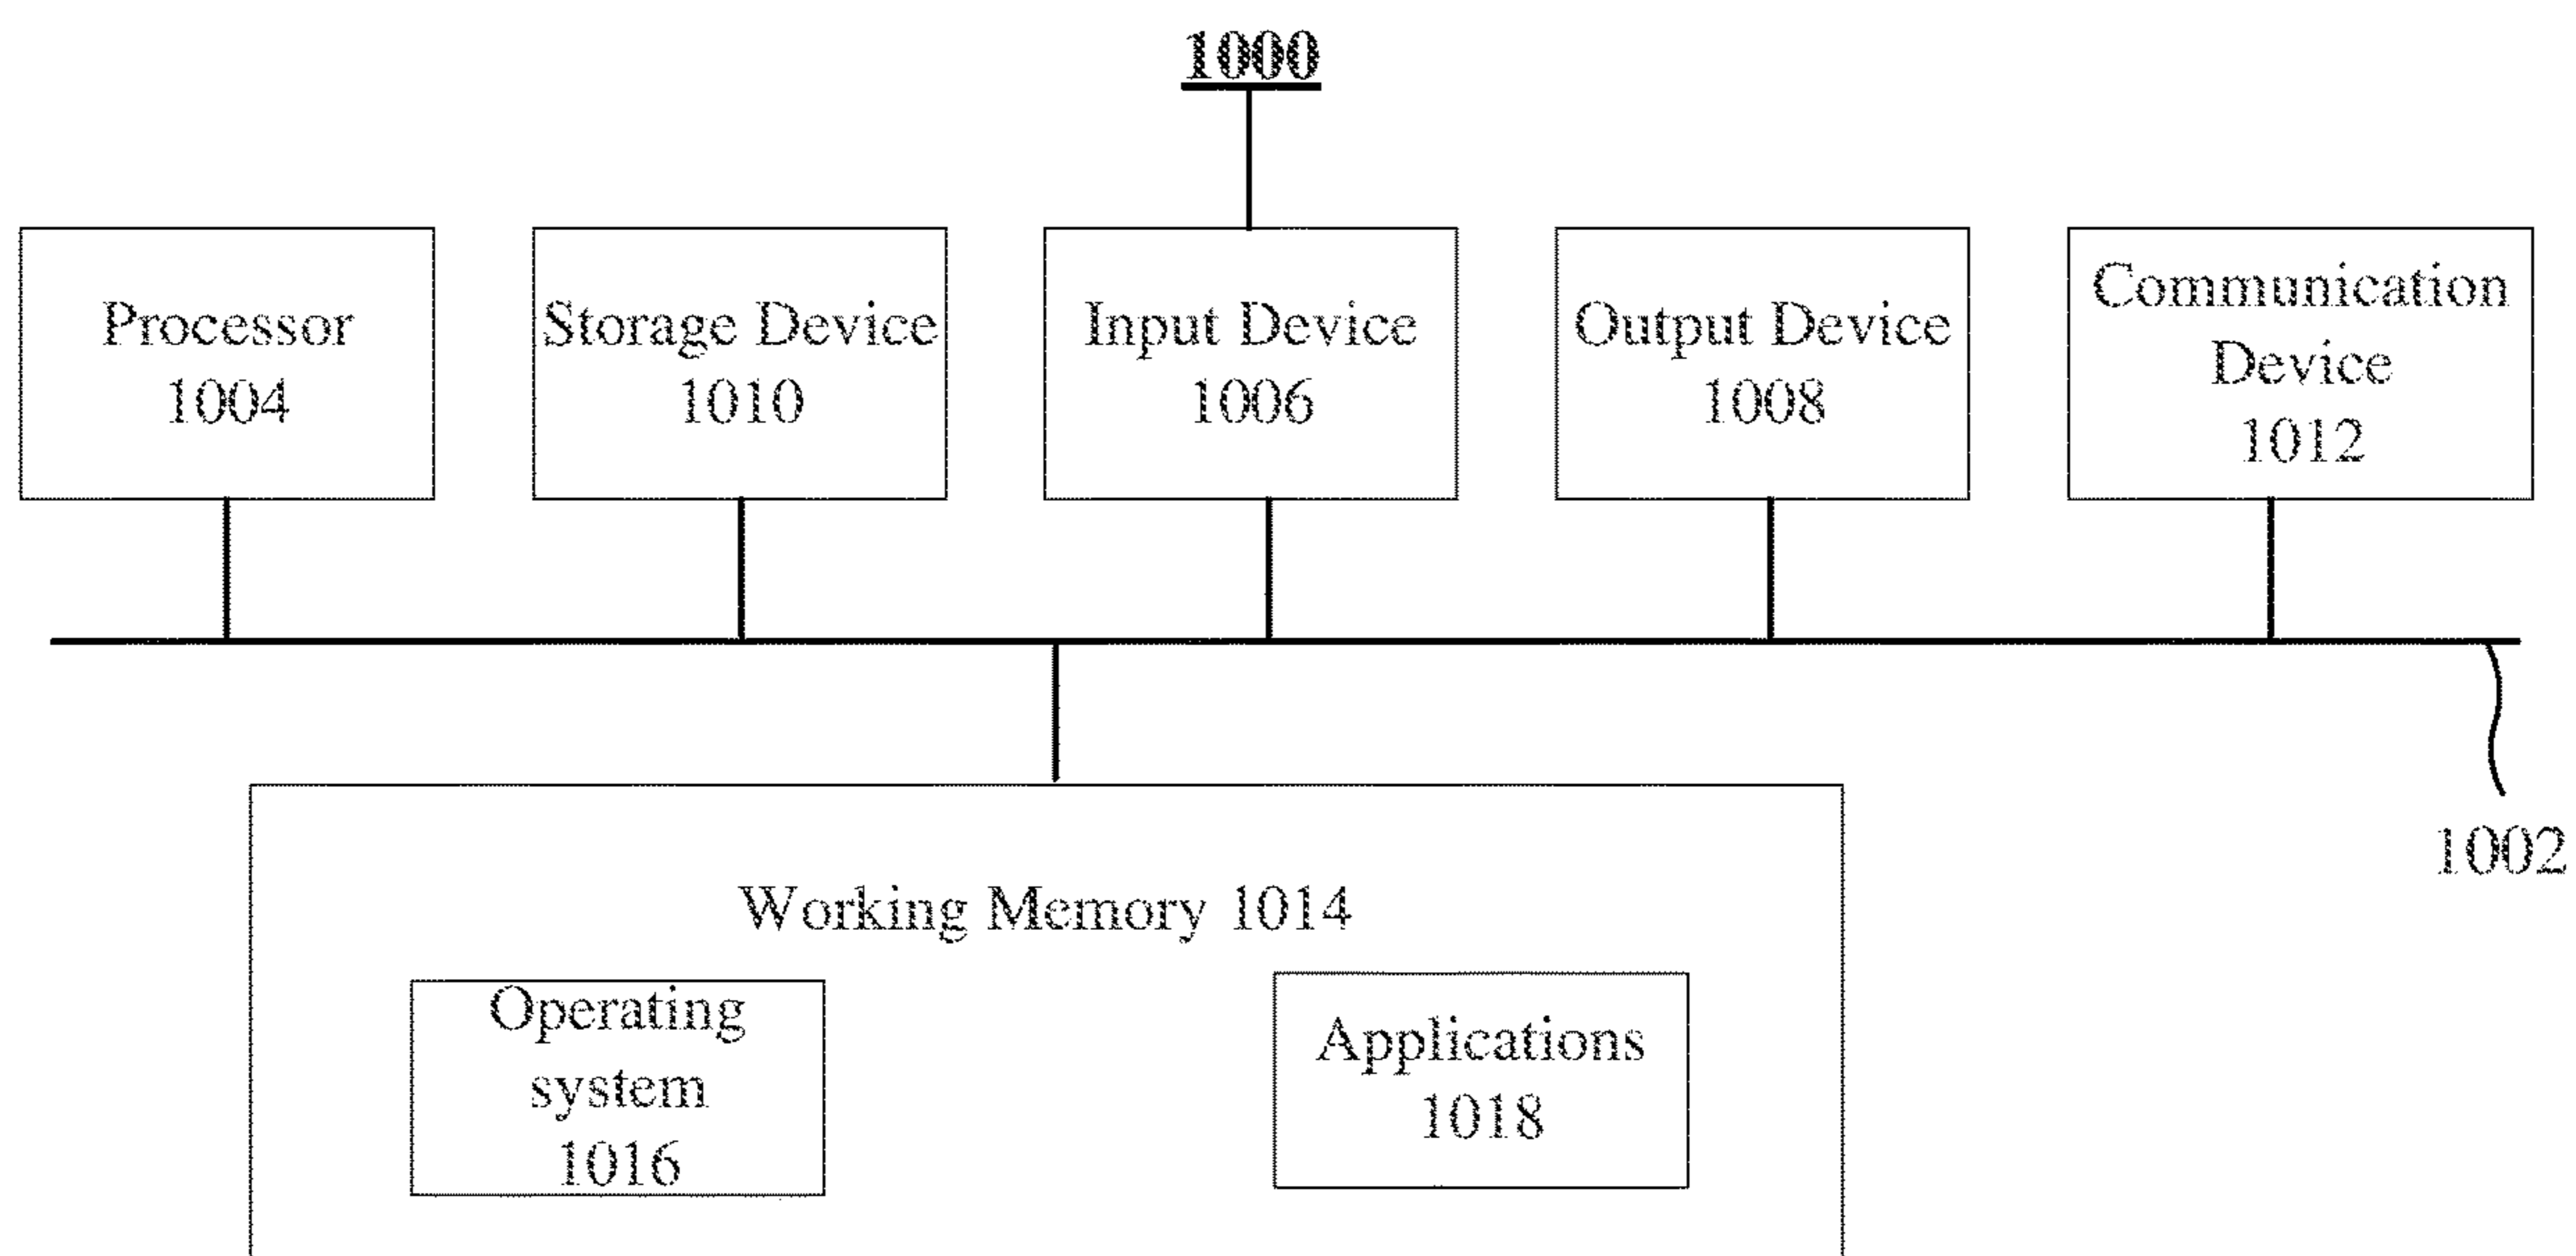 1000
Processor
1004
Storage Device
1010
Input Device
1006
Output Device
1008
Communication
Device
1012
1002
Working Memory 1014
Operating
system
1016
Applications
1018